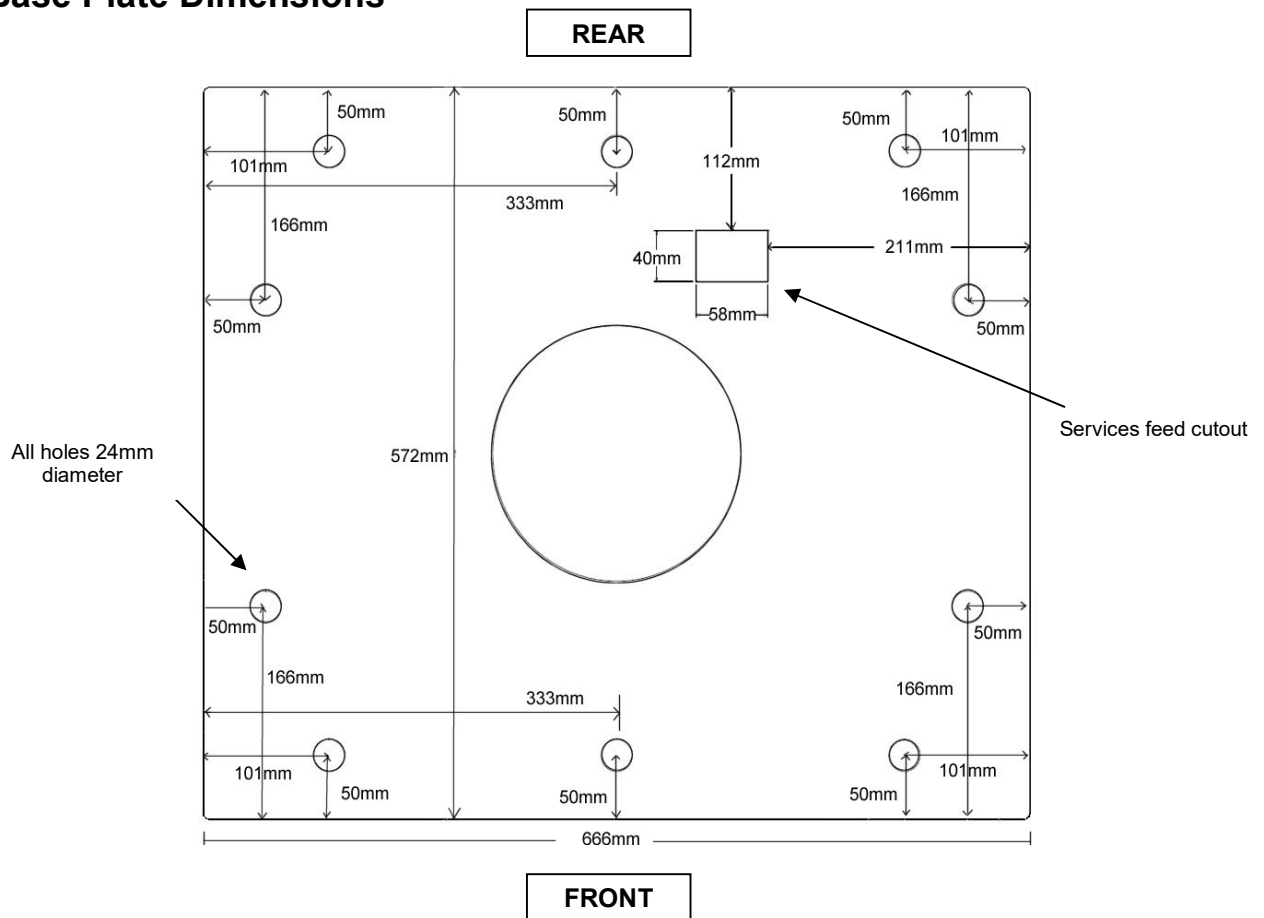 Base Plate Dimensions
REAR
50mm
50mm
50mm
101mm
101mm
112mm
166mm
333mm
166mm
211mm
40mm
50mm
58mm
50mm
Services feed cutout
All holes 24mm
diameter
572mm
50mm
50mm
166mm
333mm
166mm
101mm
101mm
50mm
50mm
50mm
666mm
FRONT